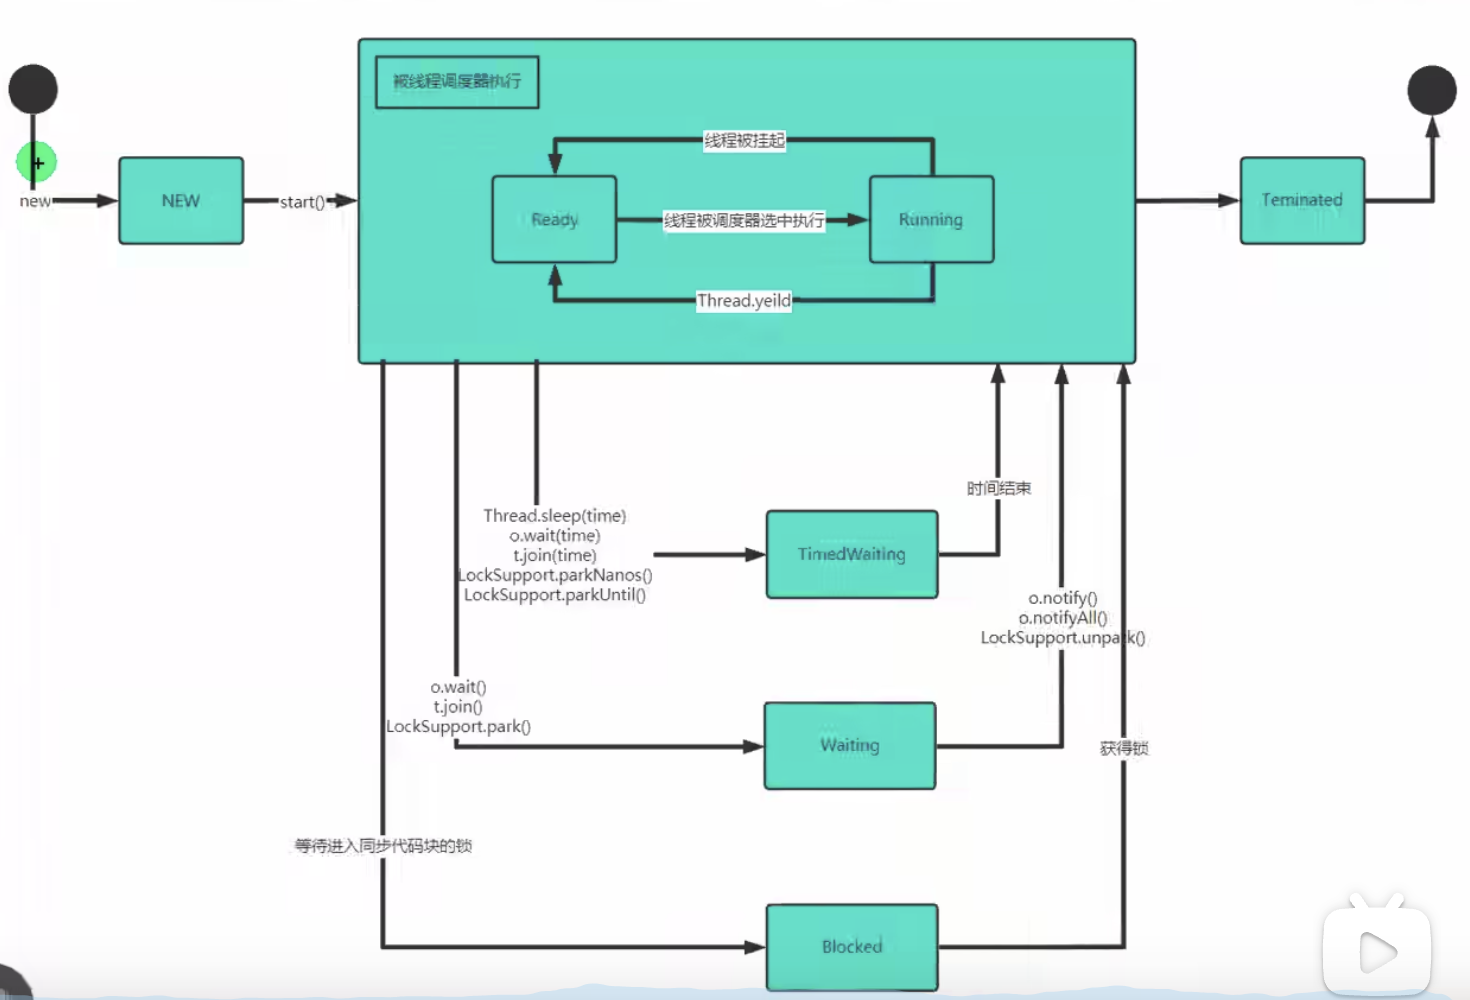 被线程调度器执行
线程被挂起
new
NEW
start()
Ready
线程被调度器选中执行
Running
Teminated
Thread.yeild
时间结束
Thread.sleep(time)
o.wait(time)
t.join(time)
LockSupport.parkNanos()
LockSupport.parkUntil()
TimedWaiting
o.notify()
o.notifyAll()
LockSupport.unpark()
o.wait()
t.join()
LockSupport.park()
Waiting
获得锁
等待进入同步代码块的锁
Blocked